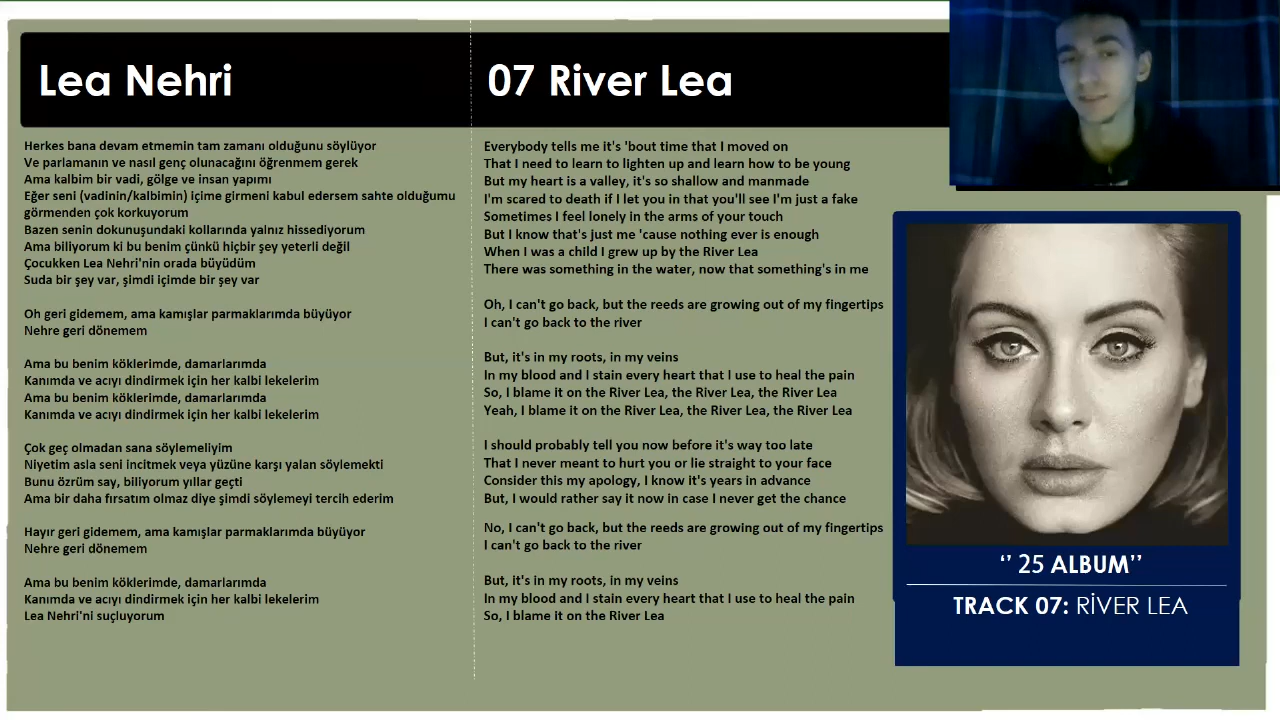 Lea Nehri
Herkes bana devam etmemin tam zamanı olduğunu söylüyor
Ve parlamanın ve nasıl genç olunacağını öğrenmem gerek
Ama kalbim bir vadi, gölge ve insan yapımı
Eğer seni (vadinin/kalbimin) içime girmeni kabul edersem sahte olduğumu
görmenden çok korkuyorum
Bazen senin dokunuşundaki kollarında yalnız hissediyorum
Ama biliyorum ki bu benim çünkü hiçbir şey yeterli değil
Çocukken Lea Nehri'nin orada büyüdüm
Suda bir şey var, şimdi içimde bir şey var
Oh geri gidemem, ama kamışlar parmaklarımda büyüyor
Nehre geri dönemem
Ama bu benim köklerimde, damarlarımda
Kanımda ve acıyı dindirmek için her kalbi lekelerim
Ama bu benim köklerimde, damarlarımda
Kanımda ve acıyı dindirmek için her kalbi lekelerim
Çok geç olmadan sana söylemeliyim
Niyetim asla seni incitmek veya yüzüne karşı yalan söylemekti
Bunu özrüm say, biliyorum yıllar geçti
Ama bir daha fırsatım olmaz diye şimdi söylemeyi tercih ederim
Hayır geri gidemem, ama kamışlar parmaklarımda büyüyor
Nehre geri dönemem
Ama bu benim köklerimde, damarlarımda
Kanımda ve acıyı dindirmek için her kalbi lekelerim
Lea Nehri'ni suçluyorum
07 River Lea
Everybody tells me it's 'bout time that I moved on
That I need to learn to lighten up and learn how to be young
But my heart is a valley, it's so shallow and manmade
I'm scared to death if I let you in that you'll see I'm just a fake
Sometimes I feel lonely in the arms of your touch
But I know that's just me 'cause nothing ever is enough
When I was a child I grew up by the River Lea
There was something in the water, now that something's in me
Oh, I can't go back, but the reeds are growing out of my fingertips
I can't go back to the river
But, it's in my roots, in my veins
In my blood and I stain every heart that I use to heal the pain
So, I blame it on the River Lea, the River Lea, the River Lea
Yeah, I blame it on the River Lea, the River Lea, the River Lea
I should probably tell you now before it's way too late
That I never meant to hurt you or lie straight to your face
Consider this my apology, I know it's years in advance
But, I would rather say it now in case I never get the chance
No, I can't go back, but the reeds are growing out of my fingertips
I can't go back to the river
But, it's in my roots, in my veins
In my blood and I stain every heart that I use to heal the pain
So, I blame it on the River Lea
‘’ 25 ALBUM’’
TRACK 07: RİVER LEA